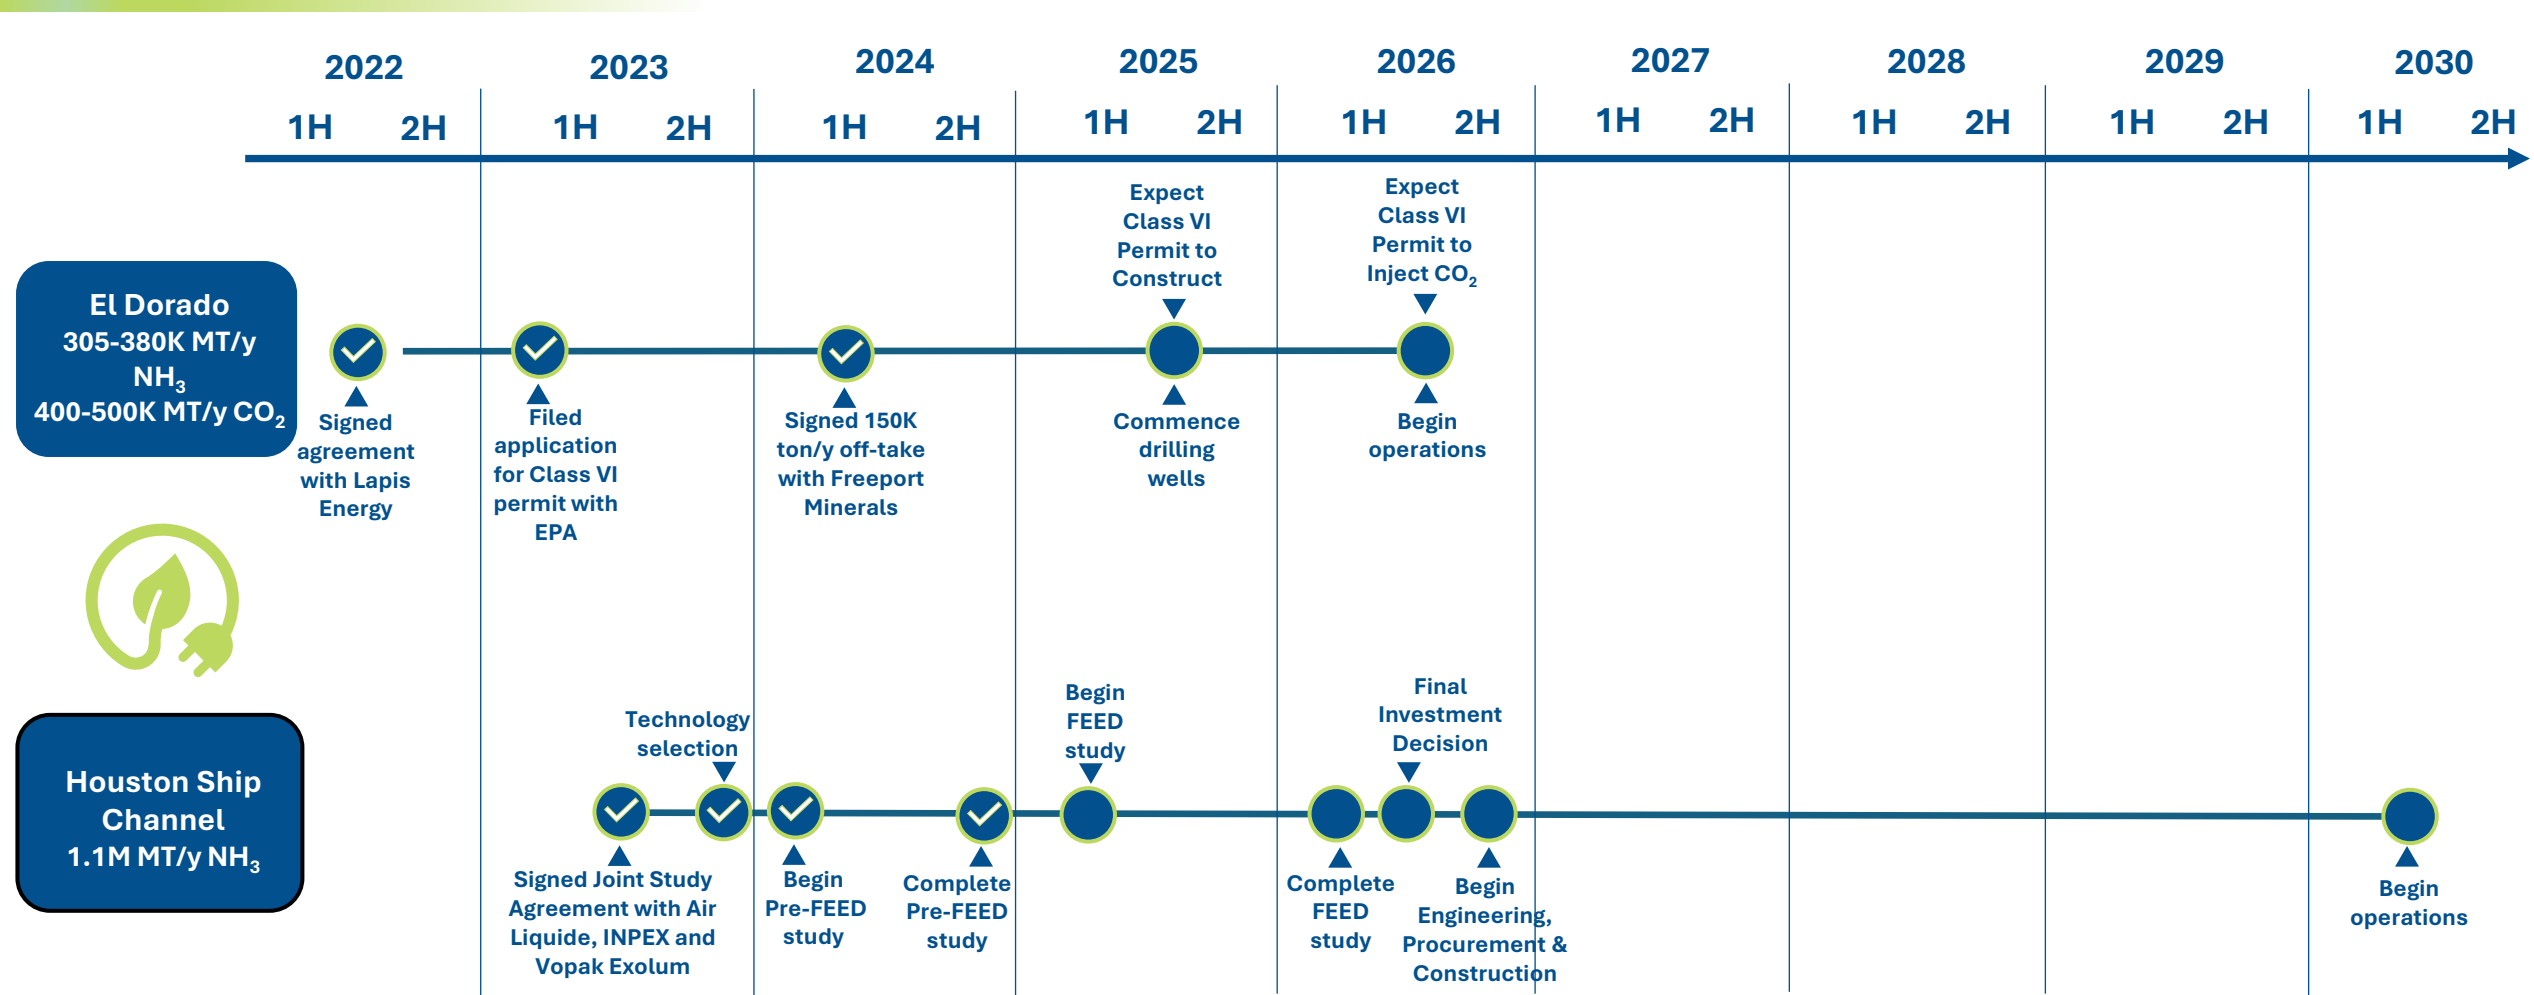 2022
2023
2024
2025
2026
2027
2028
2029
2030
1H 2H
1H 2H
1H 2H
1H 2H
1H 2H
1H 2H
1H 2H
1H 2H
1H 2H
El Dorado
305-380K MT/y
NH₃
400-500K MT/y CO₂
Signed
agreement
with Lapis
Energy
Filed
application
for Class VI
permit with
EPA
Signed 150K
ton/y off-take
with Freeport
Minerals
Expect
Class VI
Permit to
Construct
Commence
drilling
wells
Expect
Class VI
Permit to
Inject CO₂
Begin
operations
Houston Ship
Channel
1.1M MT/y NH₃
Signed Joint Study
Agreement with Air
Liquide, INPEX and
Vopak Exolum
Technology
selection
Begin
Pre-FEED
study
Complete
Pre-FEED
study
Begin
FEED
study
Complete
FEED
study
Final
Investment
Decision
Begin
Engineering,
Procurement &
Construction
Begin
operations